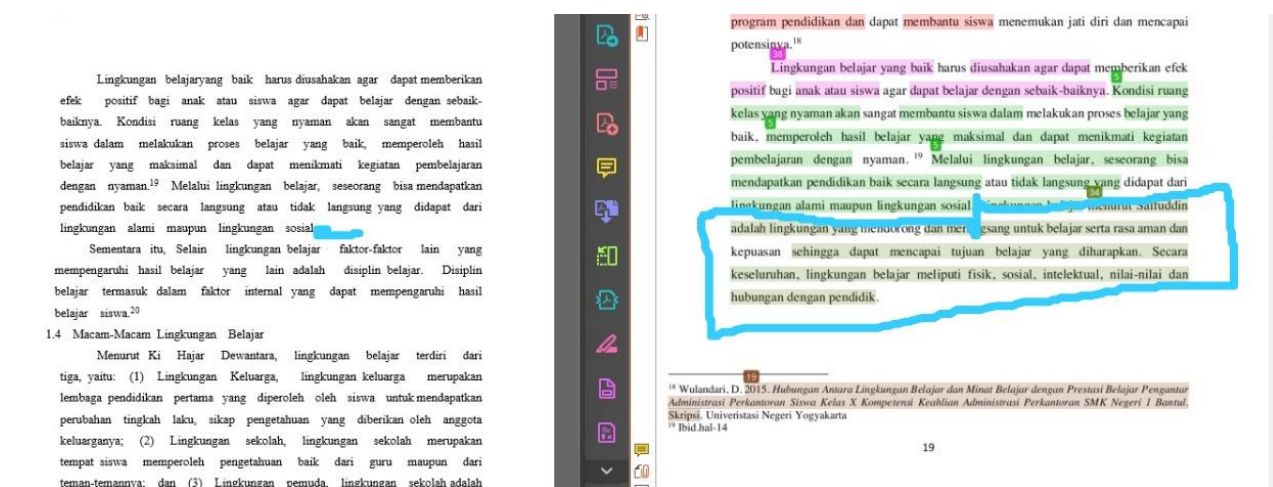 Lingkungan belajaryang baik harus diusahakan agar dapat memberikan
efek positif bagi anak atau siswa agar dapat belajar dengan sebaik-
baiknya. Kondisi ruang kelas yang nyaman akan sangat membantu
siswa dalam melakukan proses belajar yang baik, memperoleh hasil
belajar yang maksimal dan dapat menikmati kegiatan pembelajaran
dengan nyaman.19 Melalui lingkungan belajar, seseorang bisa mendapatkan
pendidikan baik secara langsung atau tidak langsung yang didapat dari
lingkungan alami maupun lingkungan sosial
Sementara itu, Selain lingkungan belajar faktor-faktor lain yang
mempengaruhi hasil belajar yang lain adalah disiplin belajar. Disiplin
belajar termasuk dalam faktor internal yang dapat mempengaruhi hasil
belajar siswa.20
1.4 Macam-Macam Lingkungan Belajar
Menurut Ki Hajar Dewantara, lingkungan belajar terdiri dari
tiga, yaitu: (1) Lingkungan Keluarga, lingkungan keluarga merupakan
lembaga pendidikan pertama yang diperoleh oleh siswa untuk mendapatkan
perubahan tingkah laku, sikap pengetahuan yang diberikan oleh anggota
keluarganya; (2) Lingkungan sekolah, lingkungan sekolah merupakan
tempat siswa memperoleh pengetahuan baik dari guru maupun dari
teman-temannya; dan (3) Lingkungan pemuda, lingkungan sekolah adalah
program pendidikan dan dapat membantu siswa menemukan jati diri dan mencapai
potensinya.18
38
Lingkungan belajar yang baik harus diusahakan agar dapat memberikan efek
5
positif bagi anak atau siswa agar dapat belajar dengan sebaik-baiknya. Kondisi ruang
kelas yang nyaman akan sangat membantu siswa dalam melakukan proses belajar yang
5
baik, memperoleh hasil belajar yang maksimal dan dapat menikmati kegiatan
5
pembelajaran dengan nyaman. 19 Melalui lingkungan belajar, seseorang bisa
mendapatkan pendidikan baik secara langsung atau tidak langsung yang didapat dari
34
lingkungan alami maupun lingkungan sosial. menurut Saifuddin
adalah lingkungan yang mendorong dan untuk belajar serta rasa aman dan
kepuasan sehingga dapat mencapai tujuan belajar yang diharapkan. Secara
keseluruhan, lingkungan belajar meliputi fisik, sosial, intelektual, nilai-nilai dan
hubungan dengan pendidik.
19
18 Wulandari, D. 2015. Hubungan Antara Lingkungan Belajar dan Minat Belajar dengan Prestasi Belajar Pengantar
Administrasi Perkantoran Siswa Kelas X Kompetensi Keahlian Administrasi Perkantoran SMK Negeri 1 Bantul.
Skripsi. Univeristasi Negeri Yogyakarta
19 Ibid.hal-14
19